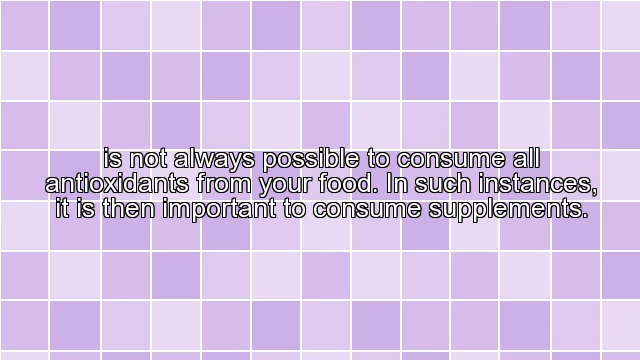 is not always possible to consume all
antioxidants from your food. In such instances,
it is then important to consume supplements.